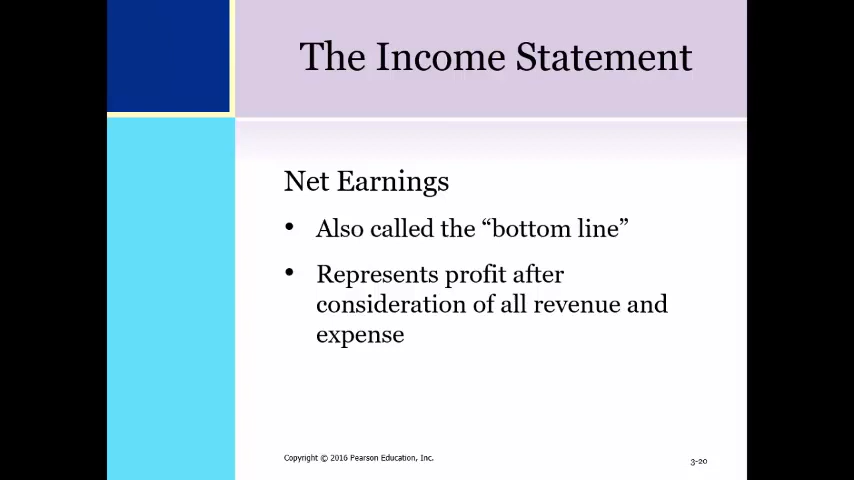 The Income Statement
Net Earnings
• Also called the “bottom line”
• Represents profit after
consideration of all revenue and
expense
Copyright © 2016 Pearson Education, Inc.
3-20